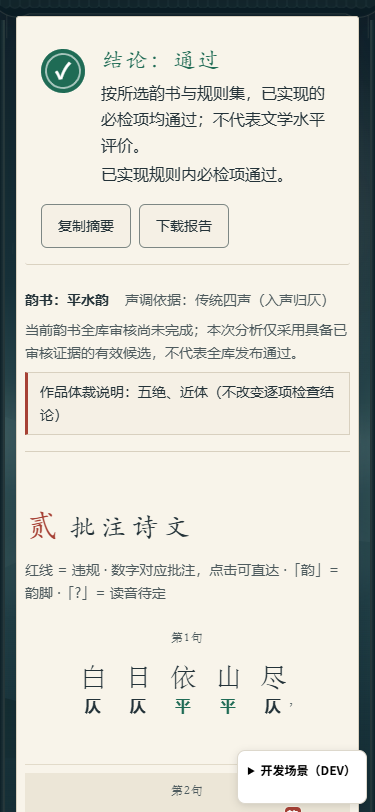 结论：通过
按所选韵书与规则集，已实现的
必检项均通过；不代表文学水平
评价。
已实现规则内必检项通过。
复制摘要 下载报告
韵书：平水韵 声调依据：传统四声（入声归仄）
当前韵书全库审核尚未完成；本次分析仅采用具备已
审核证据的有效候选，不代表全库发布通过。
作品体裁说明：五绝、近体（不改变逐项检查结
论）
贰 批注诗文
红线 = 违规 · 数字对应批注，点击可直达 ·「韵」=
韵脚 ·「?」= 读音待定
第1句
白 日 依 山 尽
仄 仄 平 平 仄 ，
▶ 开发场景（DEV）
第2句